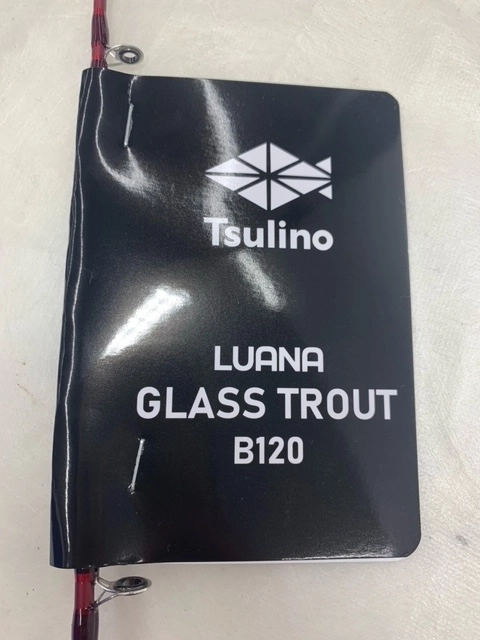 Tsulino
LUANA
GLASS TROUT
B120